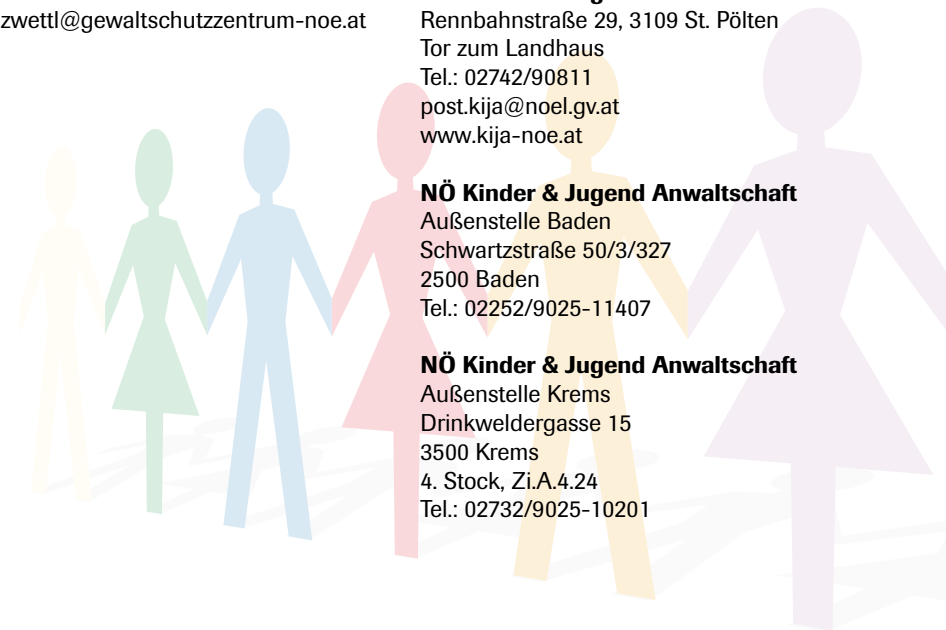 zwettl@gewaltschutzzentrum-noe.at
Rennbahnstraße 29, 3109 St. Pölten
Tor zum Landhaus
Tel.: 02742/90811
post.kija@noel.gv.at
www.kija-noe.at
NÖ Kinder & Jugend Anwaltschaft
Außenstelle Baden
Schwartzstraße 50/3/327
2500 Baden
Tel.: 02252/9025-11407
NÖ Kinder & Jugend Anwaltschaft
Außenstelle Krems
Drinkweldergasse 15
3500 Krems
4. Stock, Zi.A.4.24
Tel.: 02732/9025-10201